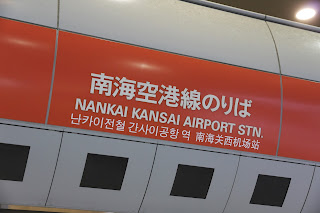 南海空港線のりば
NANKAI KANSAI AIRPORT STN.
난카이전철 간사이공항 역 南海关西机场站